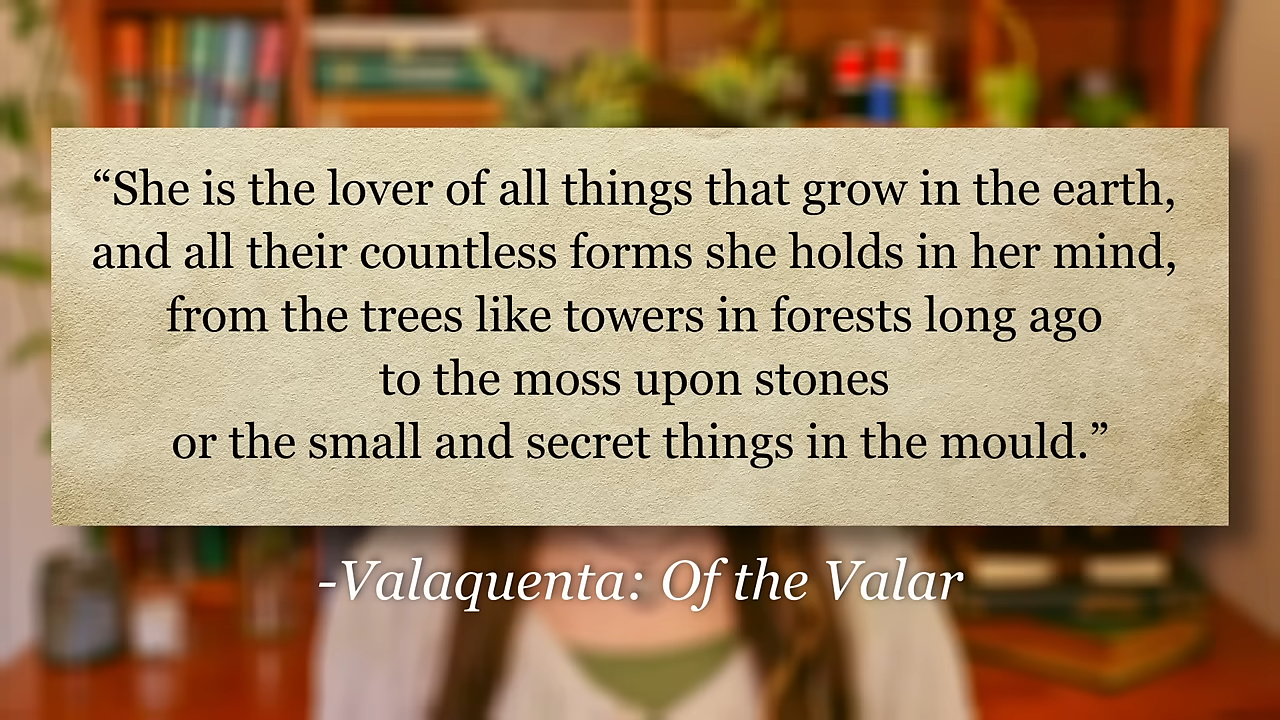 “She is the lover of all things that grow in the earth,
and all their countless forms she holds in her mind,
from the trees like towers in forests long ago
to the moss upon stones
or the small and secret things in the mould.”
-Valaquenta: Of the Valar